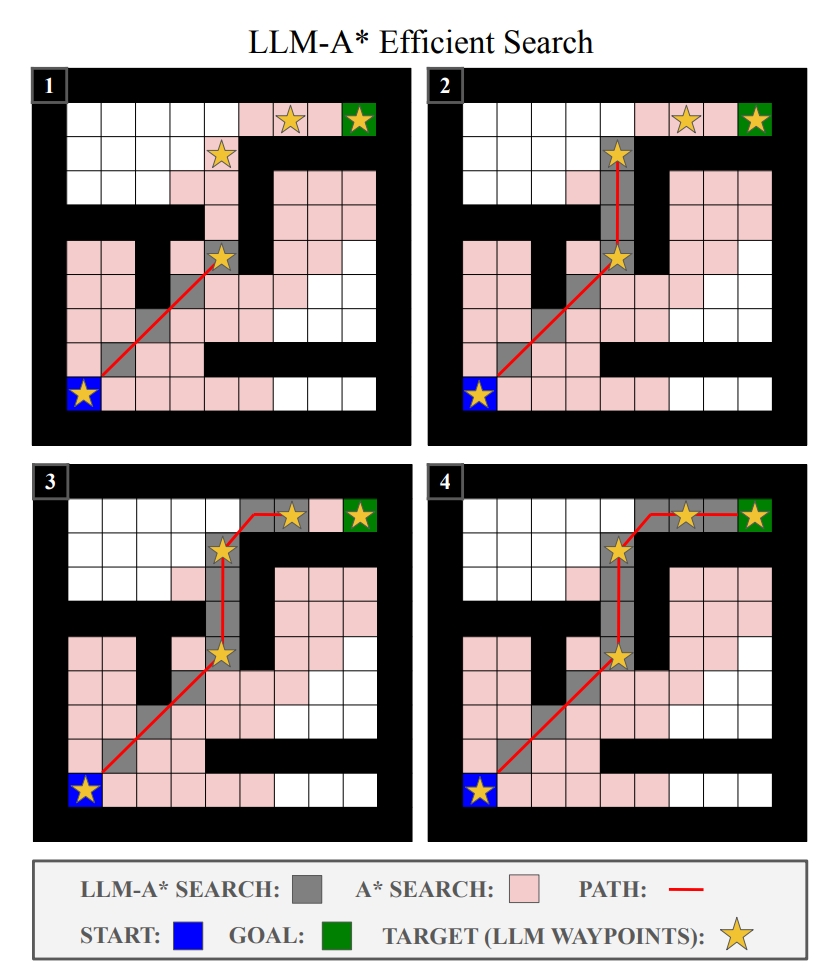 LLM-A* Efficient Search
1
2
3
4
LLM-A* SEARCH:
A* SEARCH:
PATH:
START:
GOAL:
TARGET (LLM WAYPOINTS):